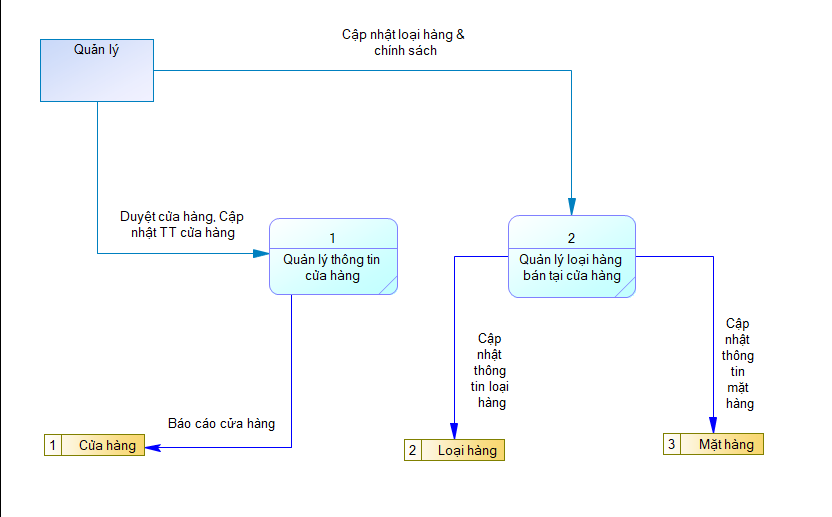 Cập nhật loại hàng &
chính sách
Quản lý
Duyệt cửa hàng, Cập
nhật TT cửa hàng
1
Quản lý thông tin
cửa hàng
2
Quản lý loại hàng
bán tại cửa hàng
Cập
nhật
thông
tin loại
hàng
Cập
nhật
thông
tin
mặt
hàng
Báo cáo cửa hàng
1 Cửa hàng
2 Loại hàng
3 Mặt hàng